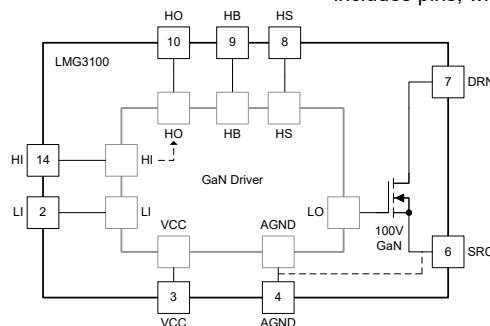 includes pins, w
HO HB HS
10 9 8
LMG3100
7 DRN
HO HB HS
HI 14 HI
GaN Driver
LI 2 LI
LO
VCC AGND
100V
GaN
6 SRC
3 4
VCC AGND